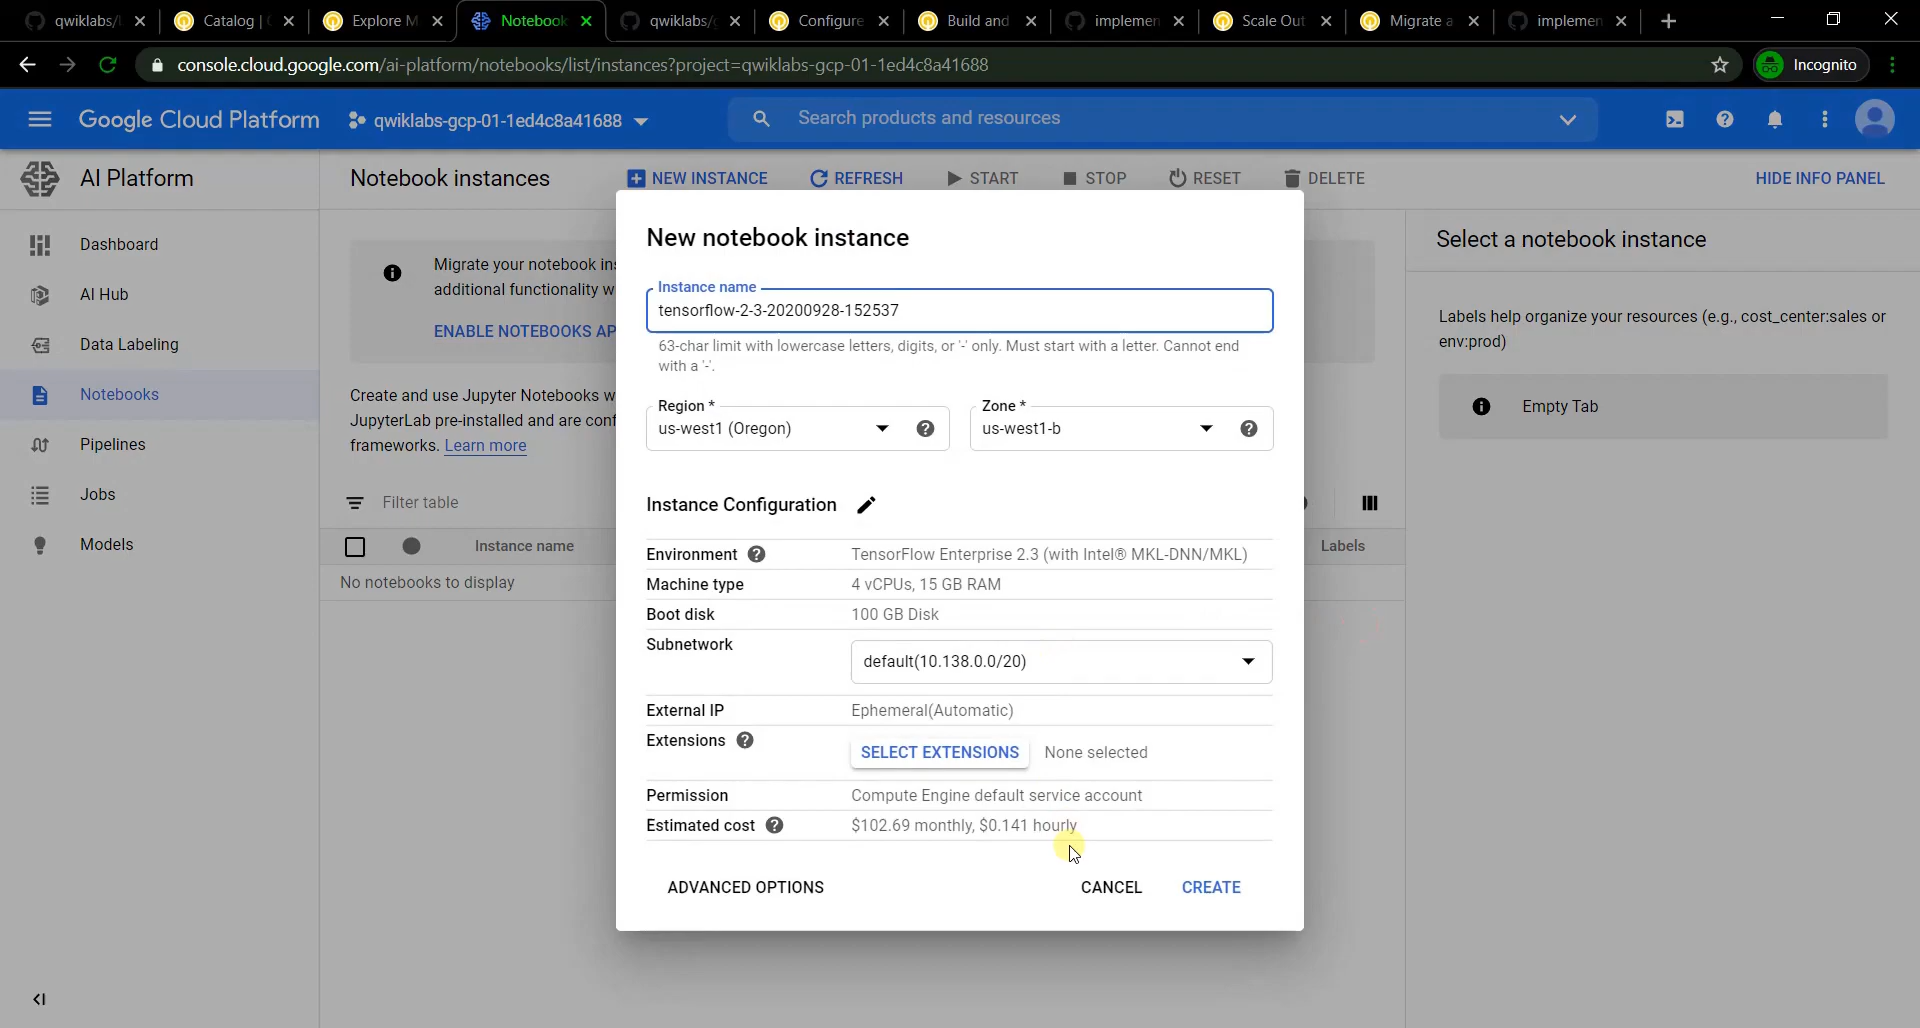 qwiklabs/l
Catalog |
Explore M
Notebook
qwiklabs/g
Configure
Build and
implemen
Scale Out
Migrate a
implemen
console.cloud.google.com/ai-platform/notebooks/list/instances?project=qwiklabs-gcp-01-1ed4c8a41688
Incognito
Google Cloud Platform
qwiklabs-gcp-01-1ed4c8a41688
Search products and resources
AI Platform
Notebook instances
NEW INSTANCE
REFRESH
START
STOP
RESET
DELETE
HIDE INFO PANEL
Dashboard
AI Hub
Data Labeling
Notebooks
Pipelines
Jobs
Models
Migrate your notebook ins
additional functionality w
ENABLE NOTEBOOKS AP
Create and use Jupyter Notebooks w
JupyterLab pre-installed and are conf
frameworks. Learn more
Filter table
Instance name
Labels
No notebooks to display
New notebook instance
Instance name
tensorflow-2-3-20200928-152537
63-char limit with lowercase letters, digits, or '-' only. Must start with a letter. Cannot end
with a '-'.
Region *
us-west1 (Oregon)
Zone *
us-west1-b
Instance Configuration
Environment
TensorFlow Enterprise 2.3 (with Intel® MKL-DNN/MKL)
Machine type
4 vCPUs, 15 GB RAM
Boot disk
100 GB Disk
Subnetwork
default(10.138.0.0/20)
External IP
Ephemeral(Automatic)
Extensions
SELECT EXTENSIONS
None selected
Permission
Compute Engine default service account
Estimated cost
$102.69 monthly, $0.141 hourly
ADVANCED OPTIONS
CANCEL
CREATE
Select a notebook instance
Labels help organize your resources (e.g., cost_center:sales or
env:prod)
Empty Tab